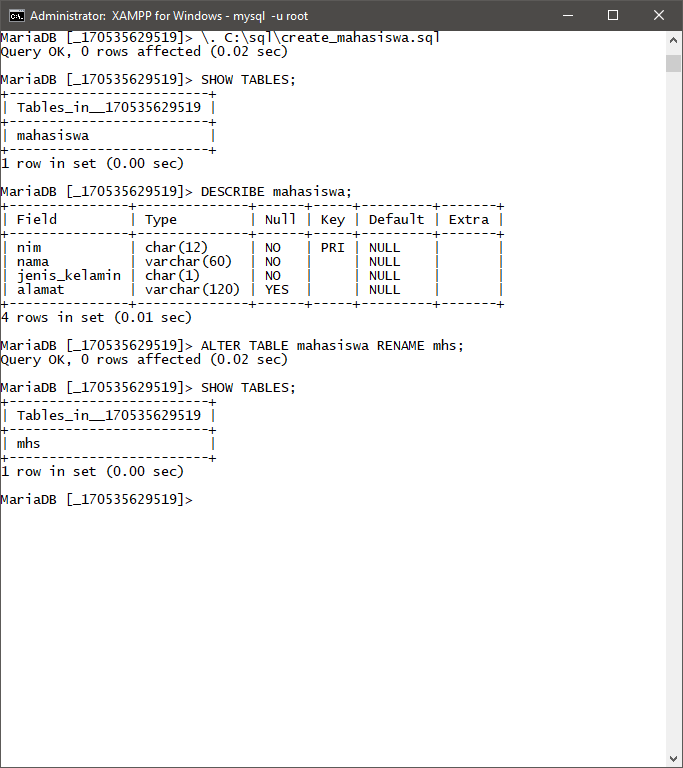 Administrator: XAMPP for Windows - mysql -u root
MariaDB [_170535629519]> \. C:\sql\create_mahasiswa.sql
Query OK, 0 rows affected (0.02 sec)
MariaDB [_170535629519]> SHOW TABLES;
+-------------------------+
| Tables_in__170535629519 |
+-------------------------+
| mahasiswa               |
+-------------------------+
1 row in set (0.00 sec)
MariaDB [_170535629519]> DESCRIBE mahasiswa;
+---------------+--------------+------+-----+---------+-------+
| Field         | Type         | Null | Key | Default | Extra |
+---------------+--------------+------+-----+---------+-------+
| nim           | char(12)     | NO   | PRI | NULL    |       |
| nama          | varchar(60)  | NO   |     | NULL    |       |
| jenis_kelamin | char(1)      | NO   |     | NULL    |       |
| alamat        | varchar(120) | YES  |     | NULL    |       |
+---------------+--------------+------+-----+---------+-------+
4 rows in set (0.01 sec)
MariaDB [_170535629519]> ALTER TABLE mahasiswa RENAME mhs;
Query OK, 0 rows affected (0.02 sec)
MariaDB [_170535629519]> SHOW TABLES;
+-------------------------+
| Tables_in__170535629519 |
+-------------------------+
| mhs                     |
+-------------------------+
1 row in set (0.00 sec)
MariaDB [_170535629519]>